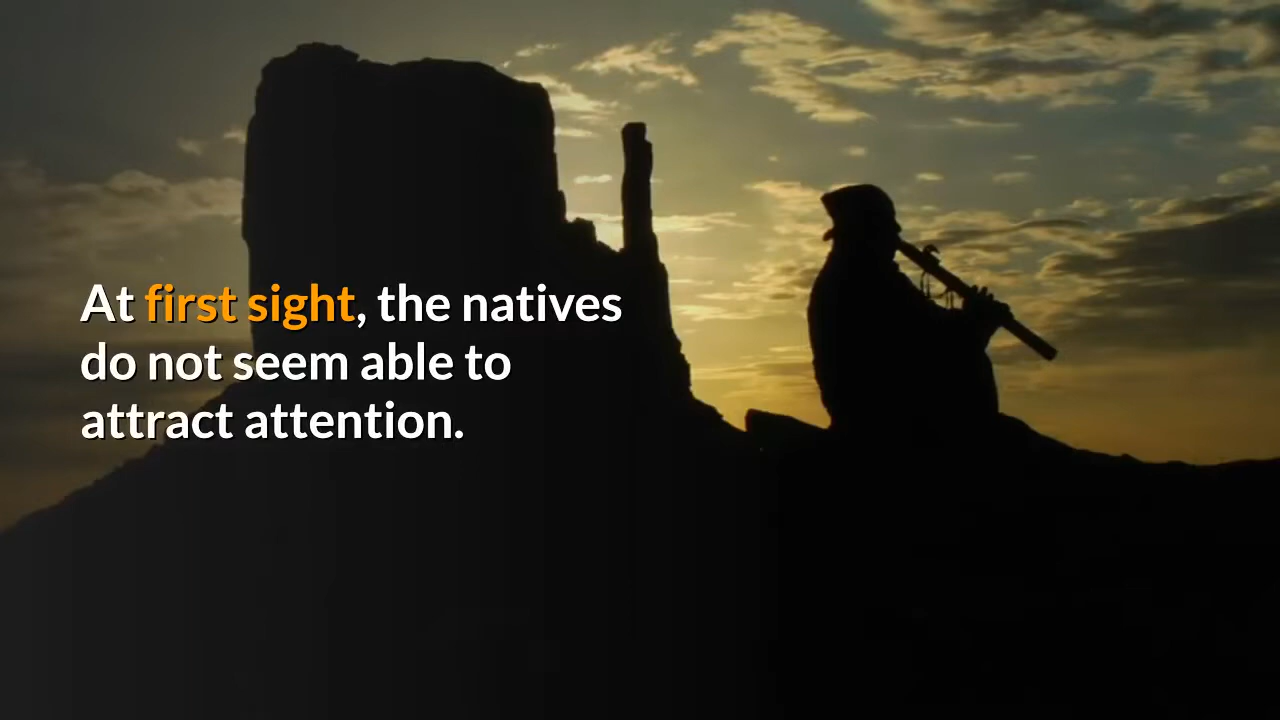 At first sight, the natives
do not seem able to
attract attention.